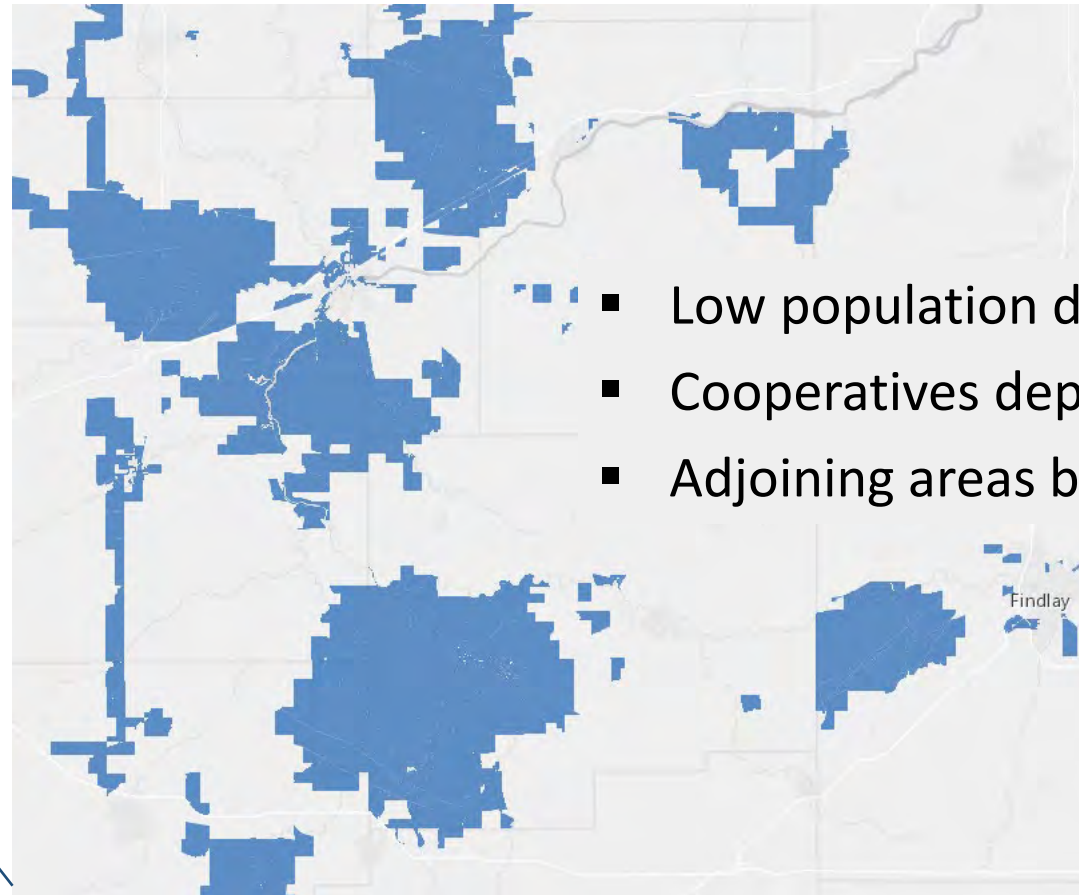 ▪ Low population d
▪ Cooperatives dep
▪ Adjoining areas b
Findlay